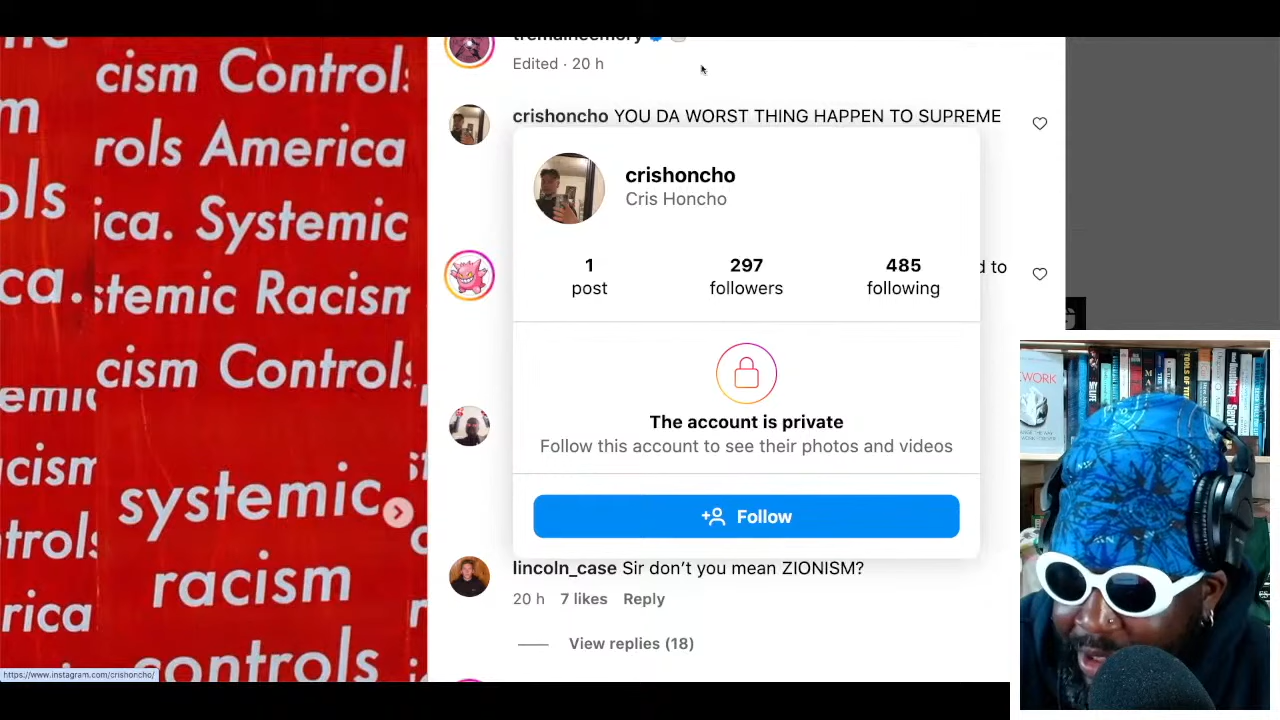 cism Controls
rols America
ica. Systemic
stemic Racism
cism Controls
systemic
racism
controls
tremaineemory
Edited · 20 h
crishoncho YOU DA WORST THING HAPPEN TO SUPREME
crishoncho
Cris Honcho
1 post
297 followers
485 following
d to
The account is private
Follow this account to see their photos and videos
Follow
lincoln_case Sir don't you mean ZIONISM?
20 h 7 likes Reply
View replies (18)
https://www.instagram.com/crishoncho/
WORK